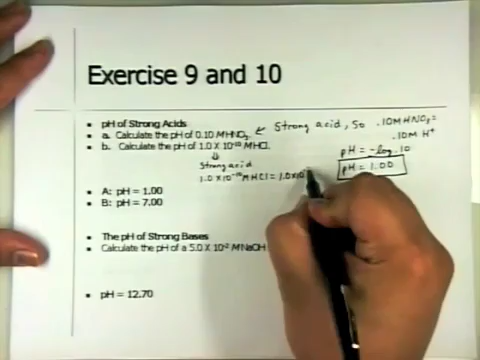 Exercise 9 and 10
pH of Strong Acids
a. Calculate the pH of 0.10 M HNO₃. ← Strong acid, so .10M HNO₃ =
.10M H⁺
b. Calculate the pH of 1.0 X 10⁻¹⁰ M HCl.
pH = -log .10
pH = 1.00
Strong acid
1.0 X 10⁻¹⁰ M HCl = 1.0 X 10
A: pH = 1.00
B: pH = 7.00
The pH of Strong Bases
Calculate the pH of a 5.0 X 10⁻² M NaOH
pH = 12.70